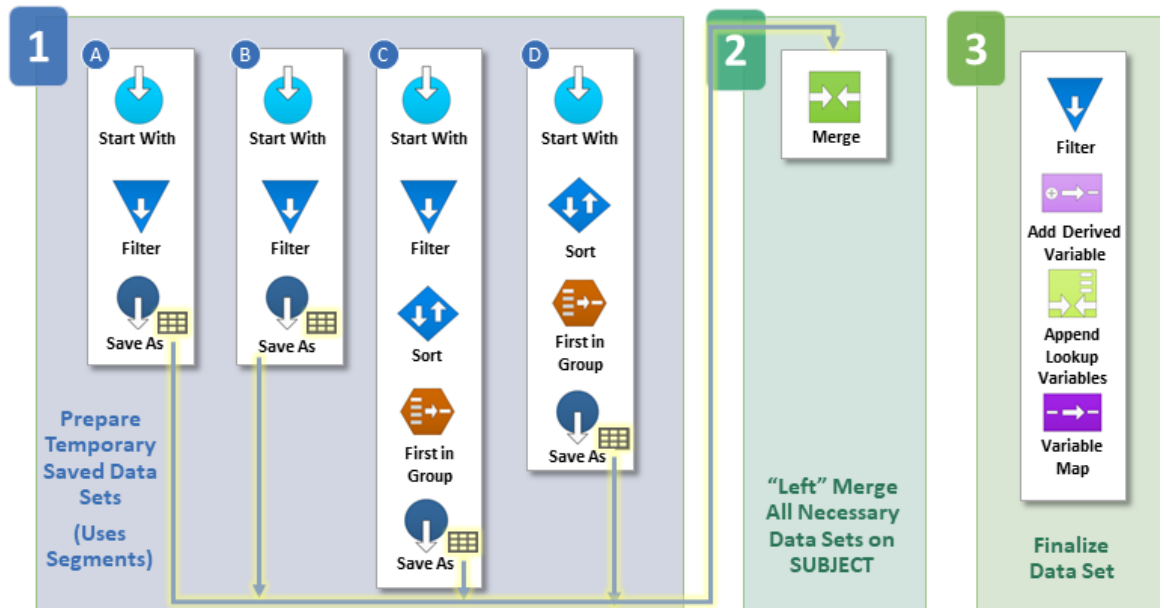 1
A
Start With
Filter
Save As
B
Start With
Filter
Save As
C
Start With
Filter
Sort
First in
Group
Save As
D
Start With
Sort
First in
Group
Save As
Prepare
Temporary
Saved Data
Sets
(Uses
Segments)
2
Merge
“Left” Merge
All Necessary
Data Sets on
SUBJECT
3
Filter
Add Derived
Variable
Append
Lookup
Variables
Variable
Map
Finalize
Data Set